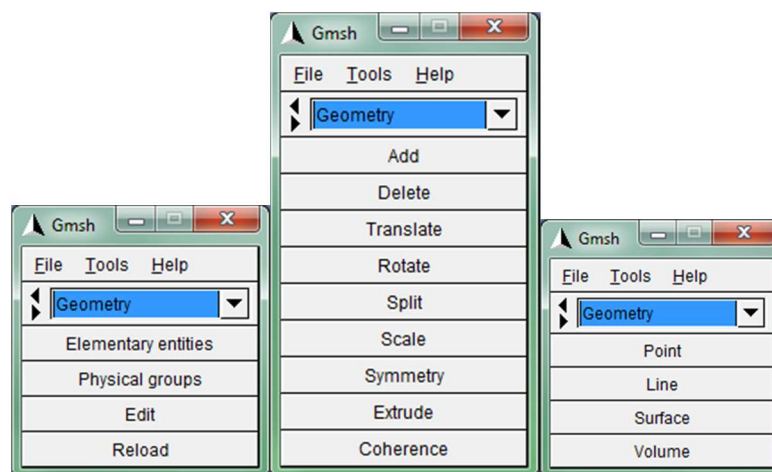 Gmsh
File Tools Help
Geometry
Elementary entities
Physical groups
Edit
Reload
Gmsh
File Tools Help
Geometry
Add
Delete
Translate
Rotate
Split
Scale
Symmetry
Extrude
Coherence
Gmsh
File Tools Help
Geometry
Point
Line
Surface
Volume